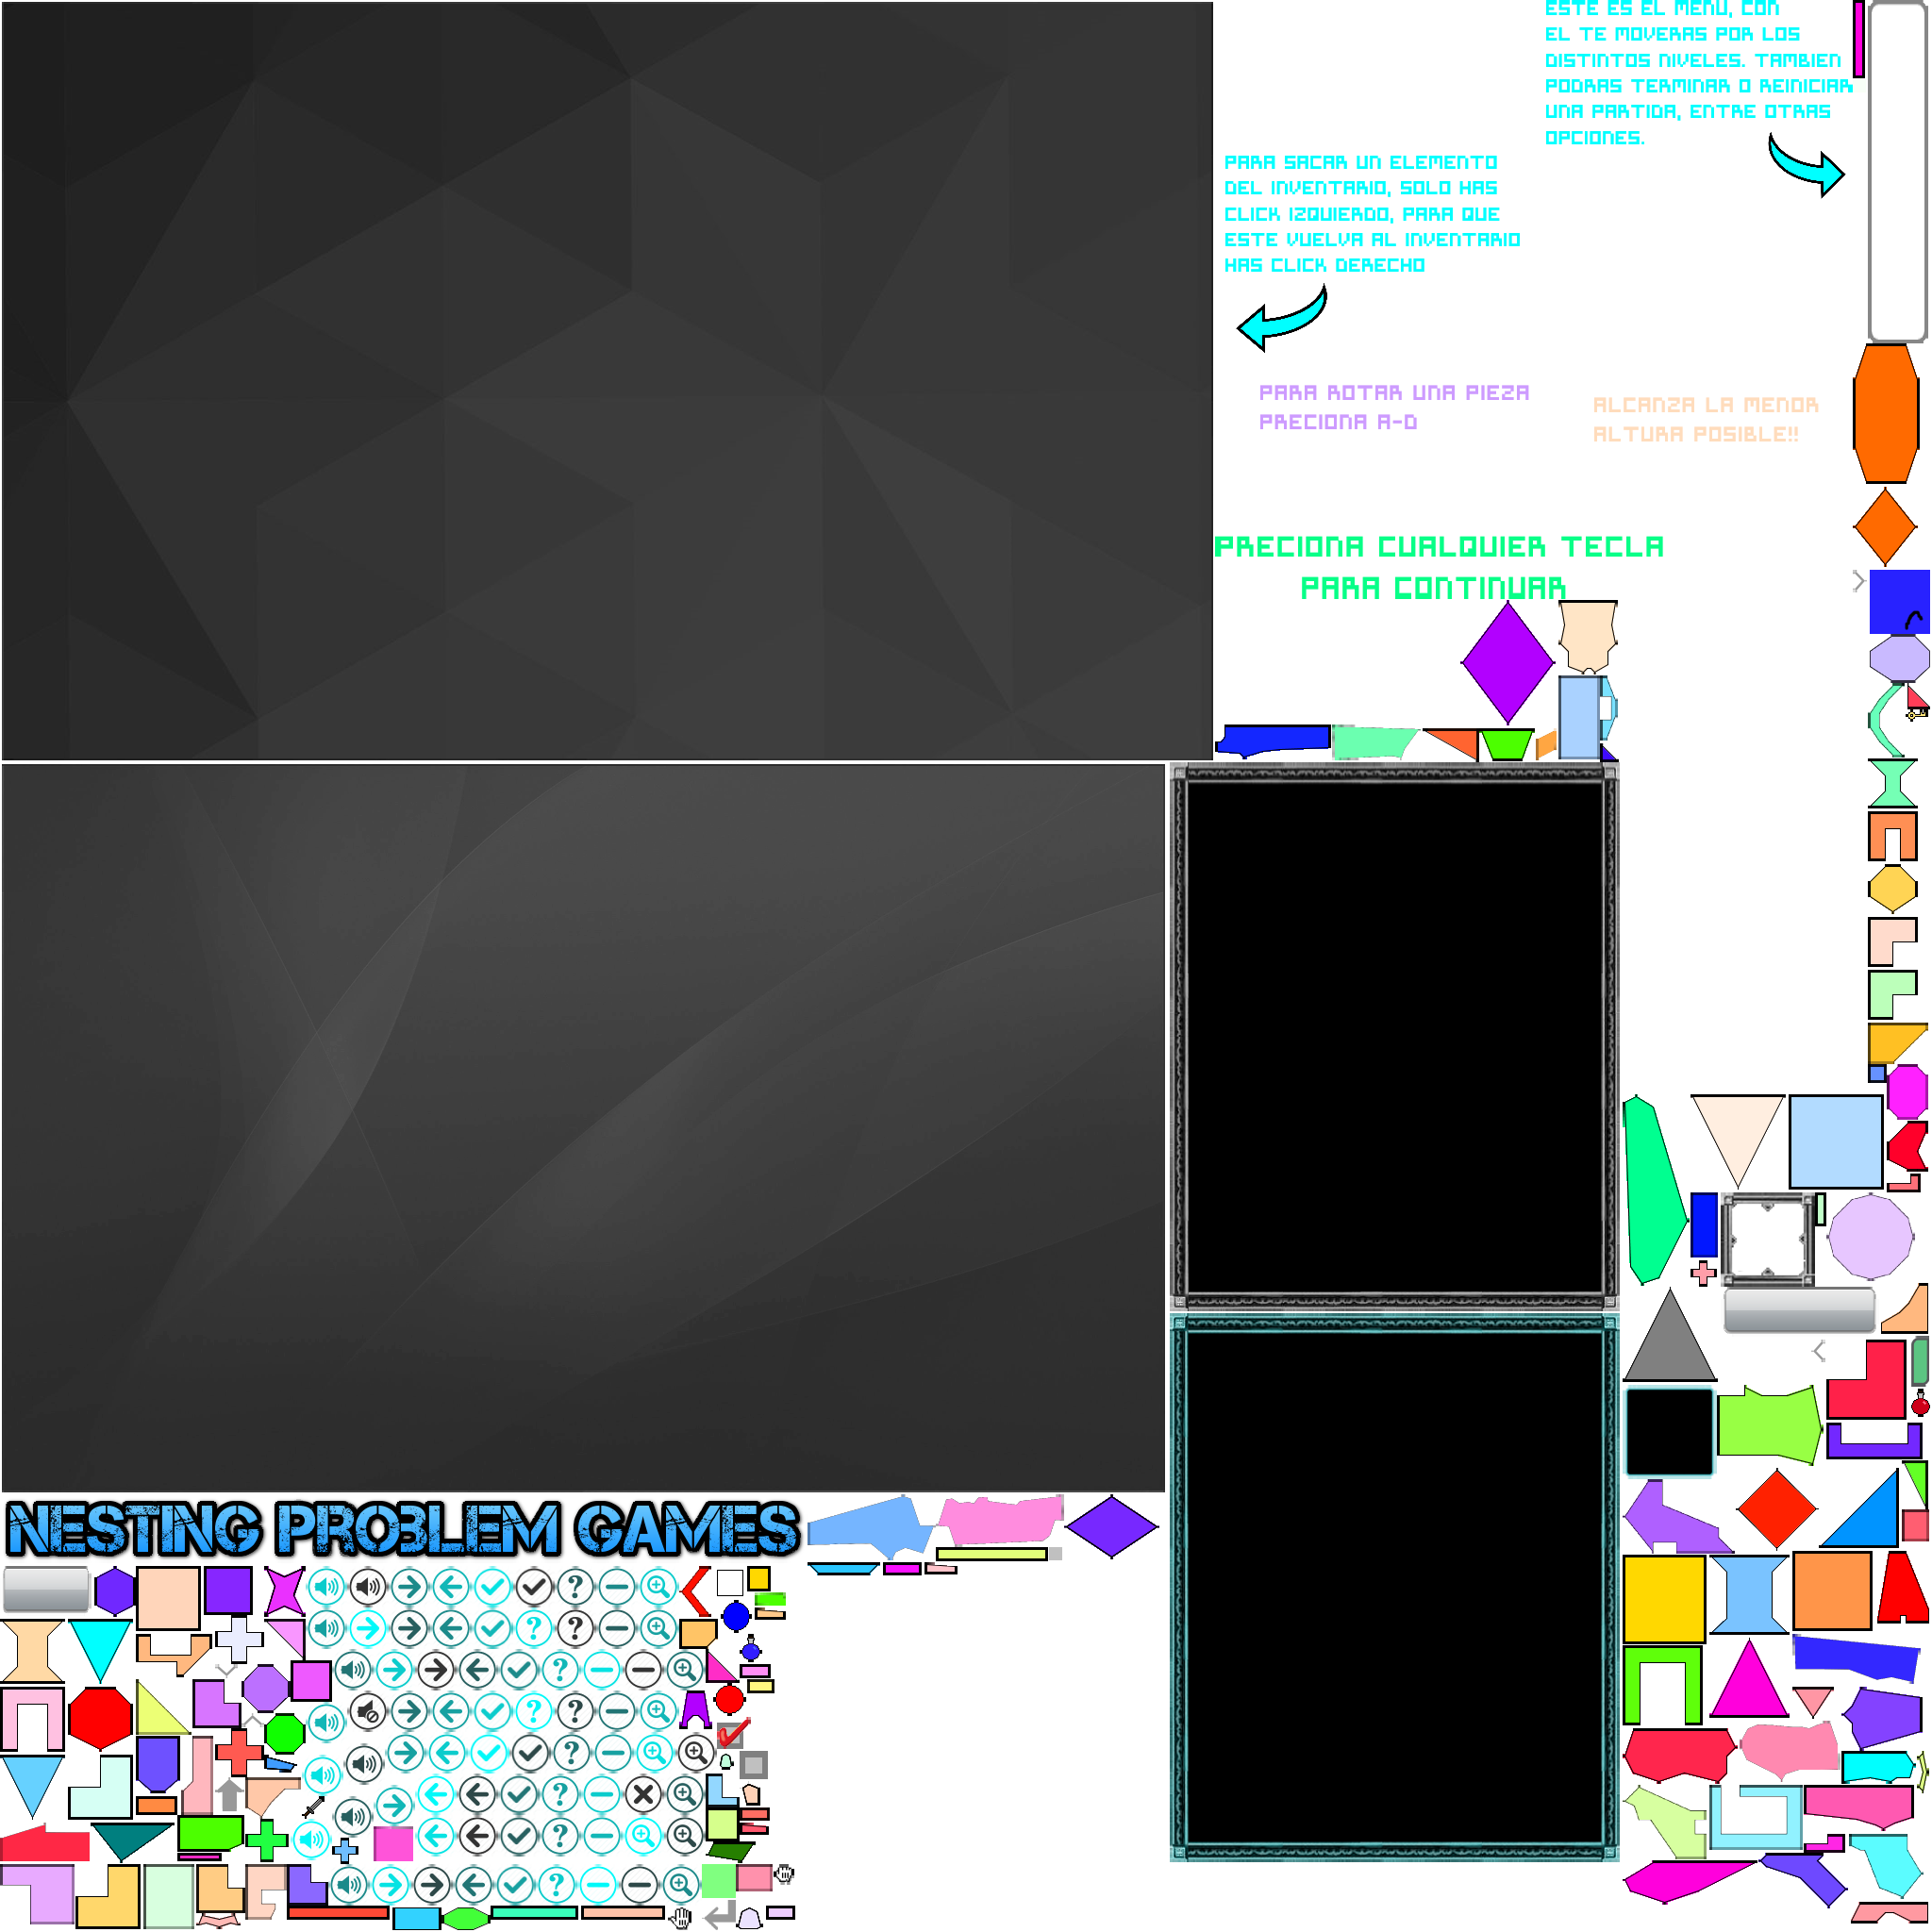 ESTE ES EL MENU, CON
EL TE MOVERAS POR LOS
DISTINTOS NIVELES. TAMBIEN
PODRAS TERMINAR O REINICIAR
UNA PARTIDA, ENTRE OTRAS
OPCIONES.
PARA SACAR UN ELEMENTO
DEL INVENTARIO, SOLO HAS
CLICK IZQUIERDO, PARA QUE
ESTE VUELVA AL INVENTARIO
HAS CLICK DERECHO
PARA ROTAR UNA PIEZA
PRECIONA A-D
ALCANZA LA MENOR
ALTURA POSIBLE!!
PRECIONA CUALQUIER TECLA
PARA CONTINUAR
NESTING PROBLEM GAMES